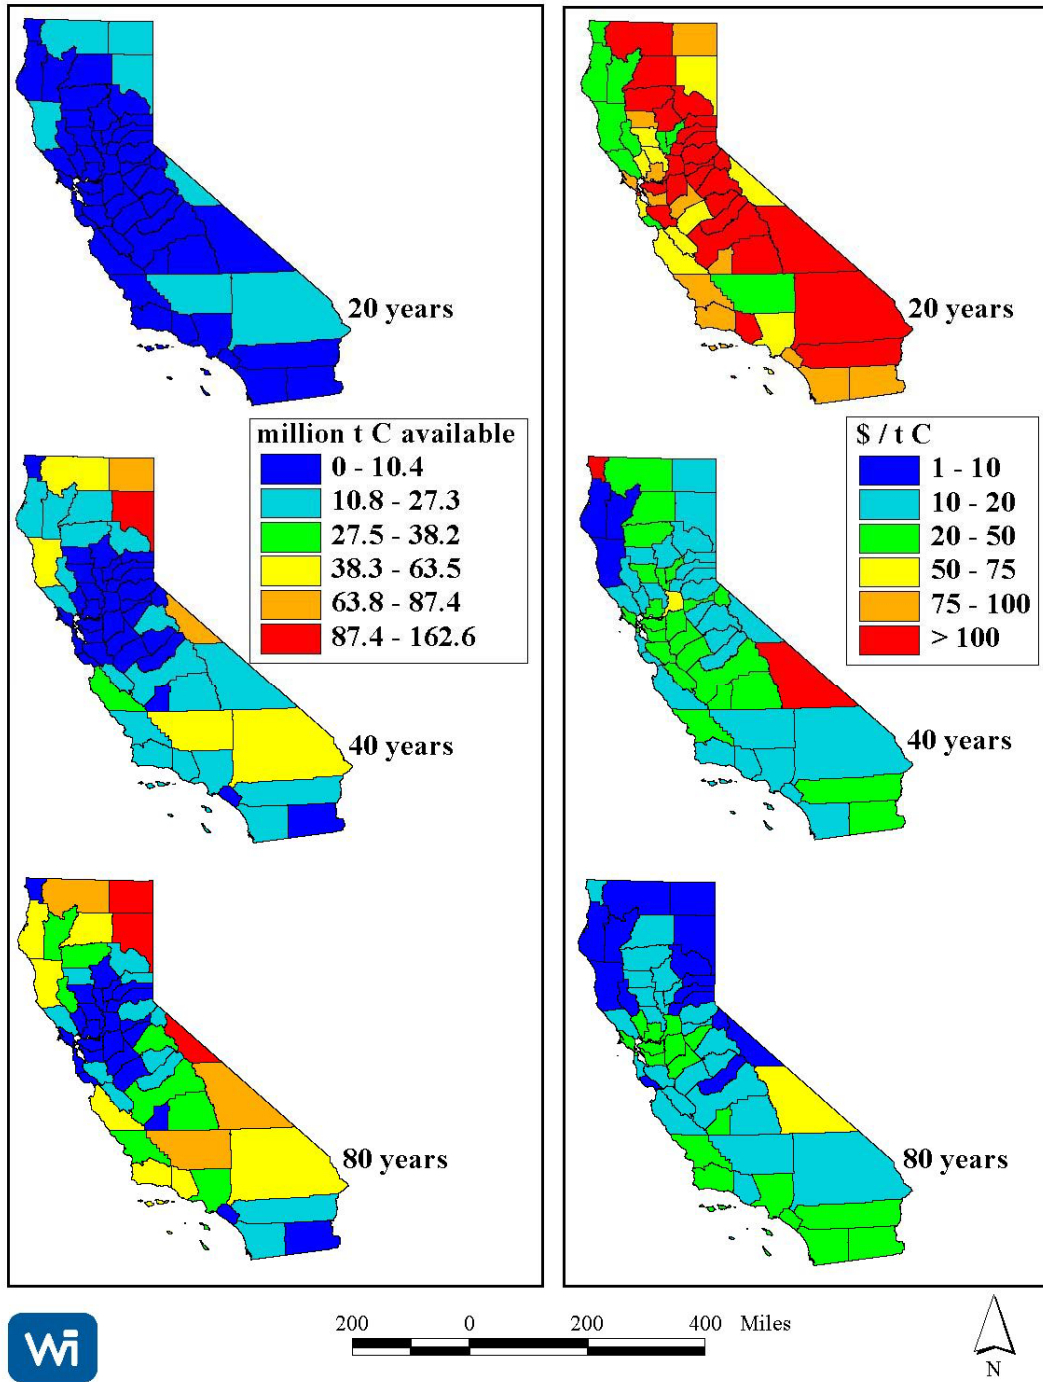 20 years
20 years
million t C available
0 - 10.4
10.8 - 27.3
27.5 - 38.2
38.3 - 63.5
63.8 - 87.4
87.4 - 162.6
$ / t C
1 - 10
10 - 20
20 - 50
50 - 75
75 - 100
> 100
40 years
40 years
80 years
80 years
200 0 200 400 Miles
Wi
N